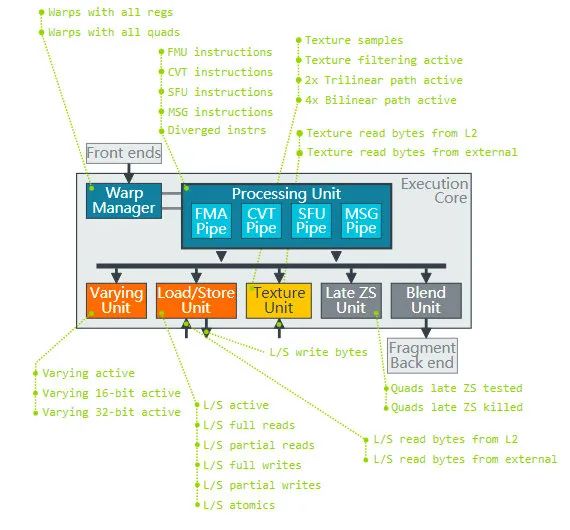 Warps with all regs
Warps with all quads
FMU instructions
CVT instructions
SFU instructions
MSG instructions
Diverged instrs
Texture samples
Texture filtering active
2x Trilinear path active
4x Bilinear path active
Texture read bytes from L2
Texture read bytes from external
Front ends
Execution
Core
Warp
Manager
Processing Unit
FMA
Pipe
CVT
Pipe
SFU
Pipe
MSG
Pipe
Varying
Unit
Load/Store
Unit
Texture
Unit
Late ZS
Unit
Blend
Unit
L/S write bytes
Fragment
Back end
Varying active
Varying 16-bit active
Varying 32-bit active
L/S active
L/S full reads
L/S partial reads
L/S full writes
L/S partial writes
L/S atomics
Quads late ZS tested
Quads late ZS killed
L/S read bytes from L2
L/S read bytes from external